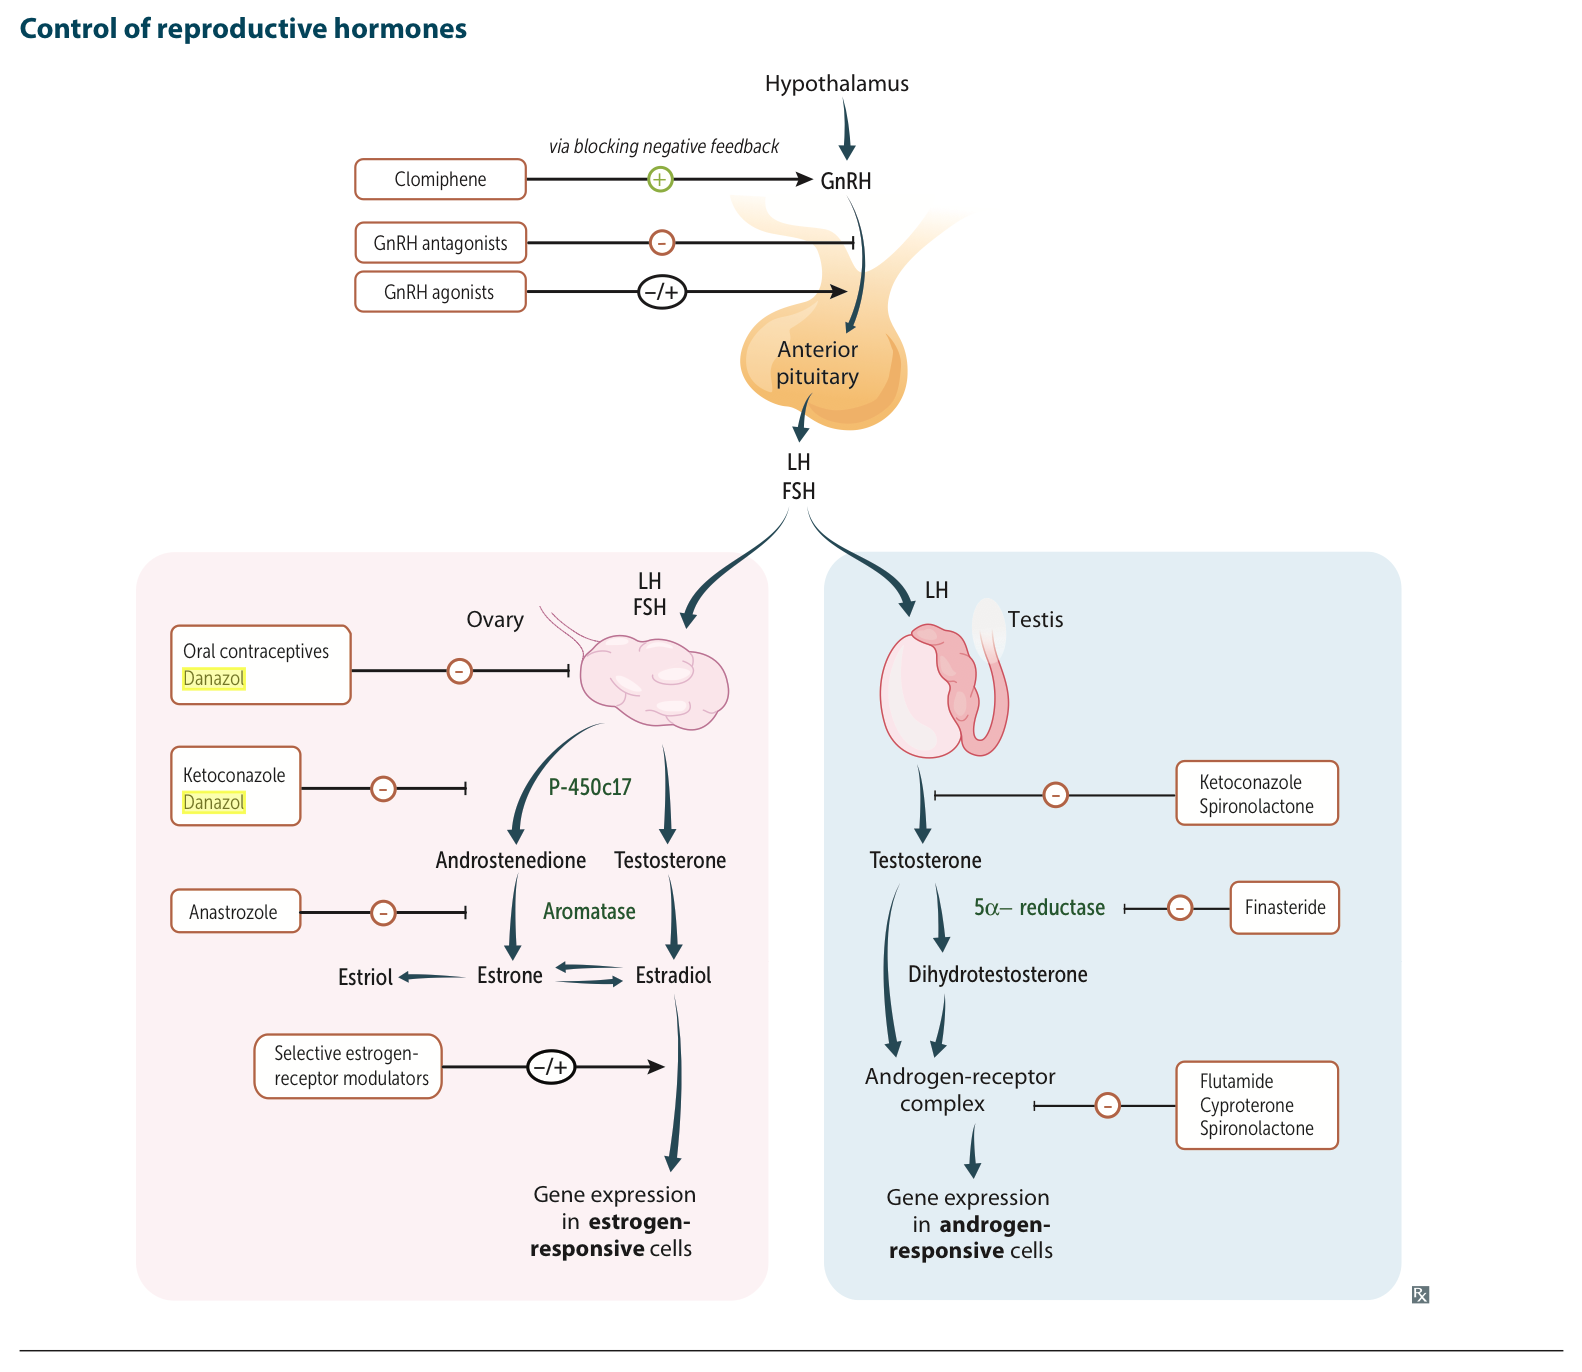 Control of reproductive hormones
Hypothalamus
via blocking negative feedback
Clomiphene
+
GnRH
GnRH antagonists
–
GnRH agonists
–/+
Anterior
pituitary
LH
FSH
LH
FSH
Ovary
Oral contraceptives
Danazol
–
Ketoconazole
Danazol
–
P-450c17
Androstenedione
Testosterone
Anastrozole
–
Aromatase
Estriol
Estrone
Estradiol
Selective estrogen-
receptor modulators
–/+
Gene expression
in estrogen-
responsive cells
LH
Testis
Ketoconazole
Spironolactone
–
Testosterone
5α– reductase
–
Finasteride
Dihydrotestosterone
Androgen-receptor
complex
–
Flutamide
Cyproterone
Spironolactone
Gene expression
in androgen-
responsive cells
Rx